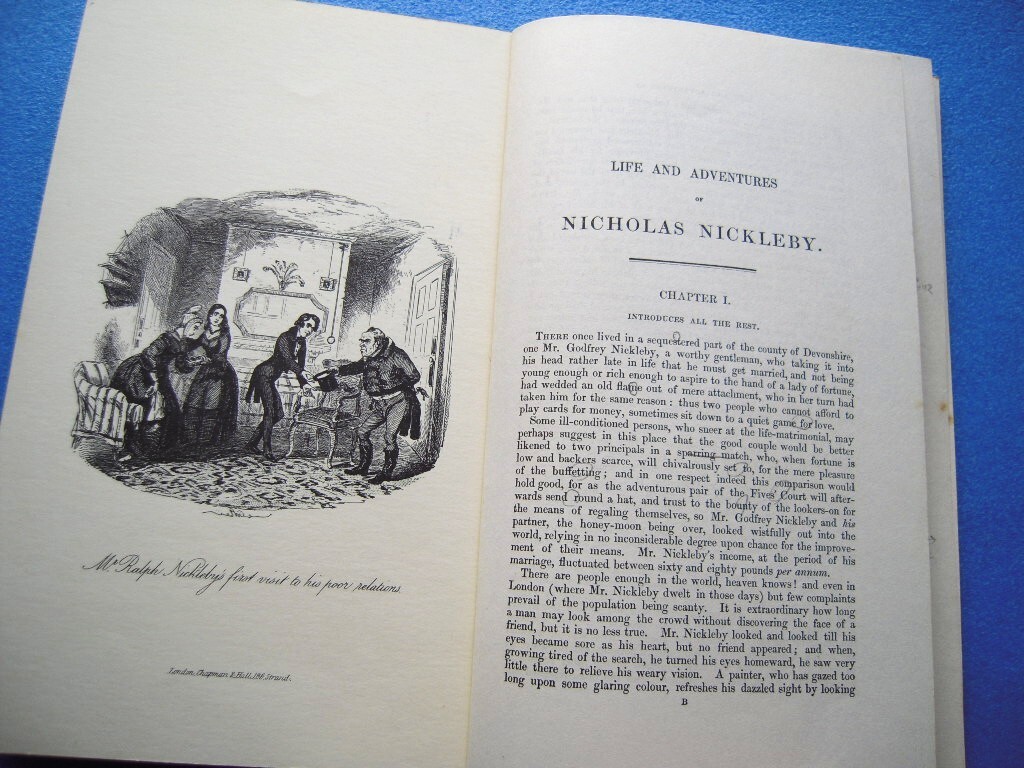 Mr. Ralph Nickleby's first visit to his poor relations.
London, Chapman & Hall, 186, Strand.
LIFE AND ADVENTURES
OF
NICHOLAS NICKLEBY.
CHAPTER I.
INTRODUCES ALL THE REST.
THERE once lived in a sequestered part of the county of Devonshire,
one Mr. Godfrey Nickleby, a worthy gentleman, who taking it into
his head rather late in life that he must get married, and not being
young enough or rich enough to aspire to the hand of a lady of fortune,
had wedded an old flame out of mere attachment, who in her turn had
taken him for the same reason: thus two people who cannot afford to
play cards for money, sometimes sit down to a quiet game for love.
Some ill-conditioned persons, who sneer at the life-matrimonial, may
perhaps suggest in this place that the good couple would be better
likened to two principals in a sparring match, who, when fortune is
low and backers scarce, will chivalrously set to, for the mere pleasure
of the buffetting; and in one respect indeed this comparison would
hold good, for as the adventurous pair of the Fives' Court will after-
wards send round a hat, and trust to the bounty of the lookers-on for
the means of regaling themselves, so Mr. Godfrey Nickleby and his
partner, the honey-moon being over, looked wistfully out into the
world, relying in no inconsiderable degree upon chance for the improve-
ment of their means. Mr. Nickleby's income, at the period of his
marriage, fluctuated between sixty and eighty pounds per annum.
There are people enough in the world, heaven knows! and even in
London (where Mr. Nickleby dwelt in those days) but few complaints
prevail of the population being scanty. It is extraordinary how long
a man may look among the crowd without discovering the face of a
friend, but it is no less true. Mr. Nickleby looked and looked till his
eyes became sore as his heart, but no friend appeared; and when,
growing tired of the search, he turned his eyes homeward, he saw very
little there to relieve his weary vision. A painter, who has gazed too
long upon some glaring colour, refreshes his dazzled sight by looking
B